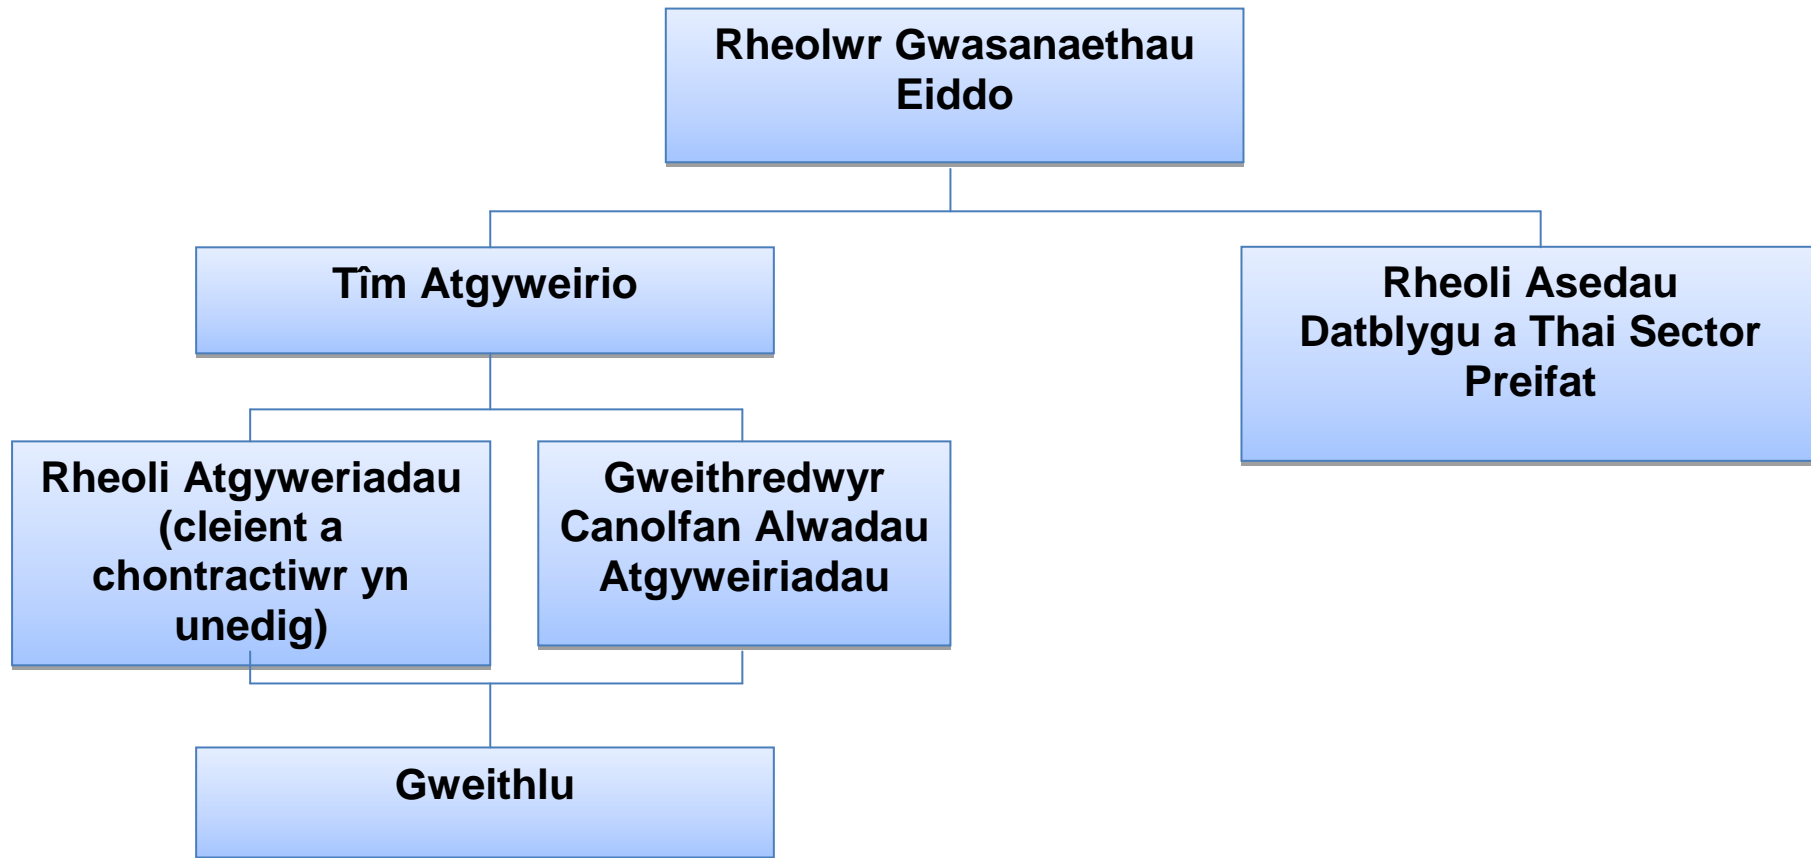 Rheolwr Gwasanaethau
Eiddo
Tîm Atgyweirio
Rheoli Asedau
Datblygu a Thai Sector
Preifat
Rheoli Atgyweriadau
(cleient a
chontractiwr yn
unedig)
Gweithredwyr
Canolfan Alwadau
Atgyweiriadau
Gweithlu